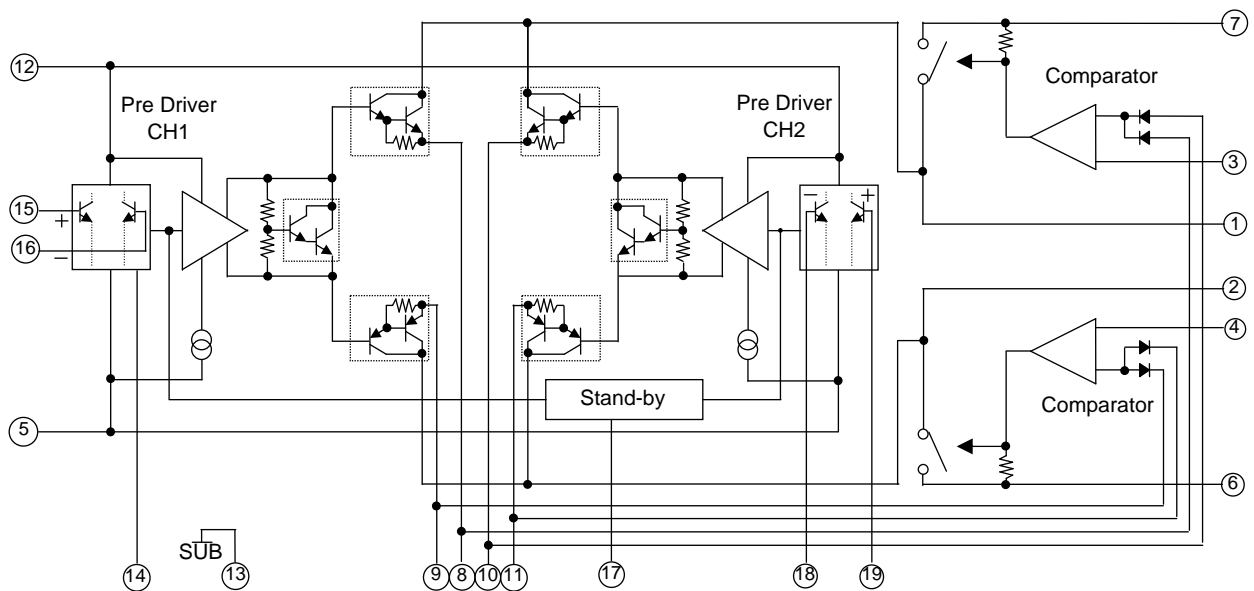 7
12
Comparator
Pre Driver
CH1
Pre Driver
CH2
3
15
+
16
−
− +
1
2
4
Stand-by
Comparator
5
6
SUB
14
13
9
8
10
11
17
18
19